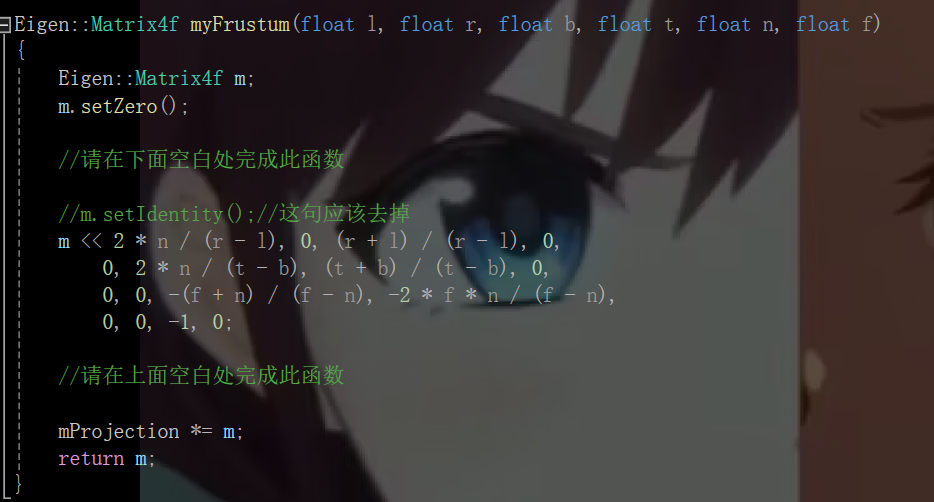 Eigen::Matrix4f myFrustum(float l, float r, float b, float t, float n, float f)
{
Eigen::Matrix4f m;
m.setZero();
//请在下面空白处完成此函数
//m.setIdentity();//这句应该去掉
m << 2 * n / (r - l), 0, (r + l) / (r - l), 0,
0, 2 * n / (t - b), (t + b) / (t - b), 0,
0, 0, -(f + n) / (f - n), -2 * f * n / (f - n),
0, 0, -1, 0;
//请在上面空白处完成此函数
mProjection *= m;
return m;
}